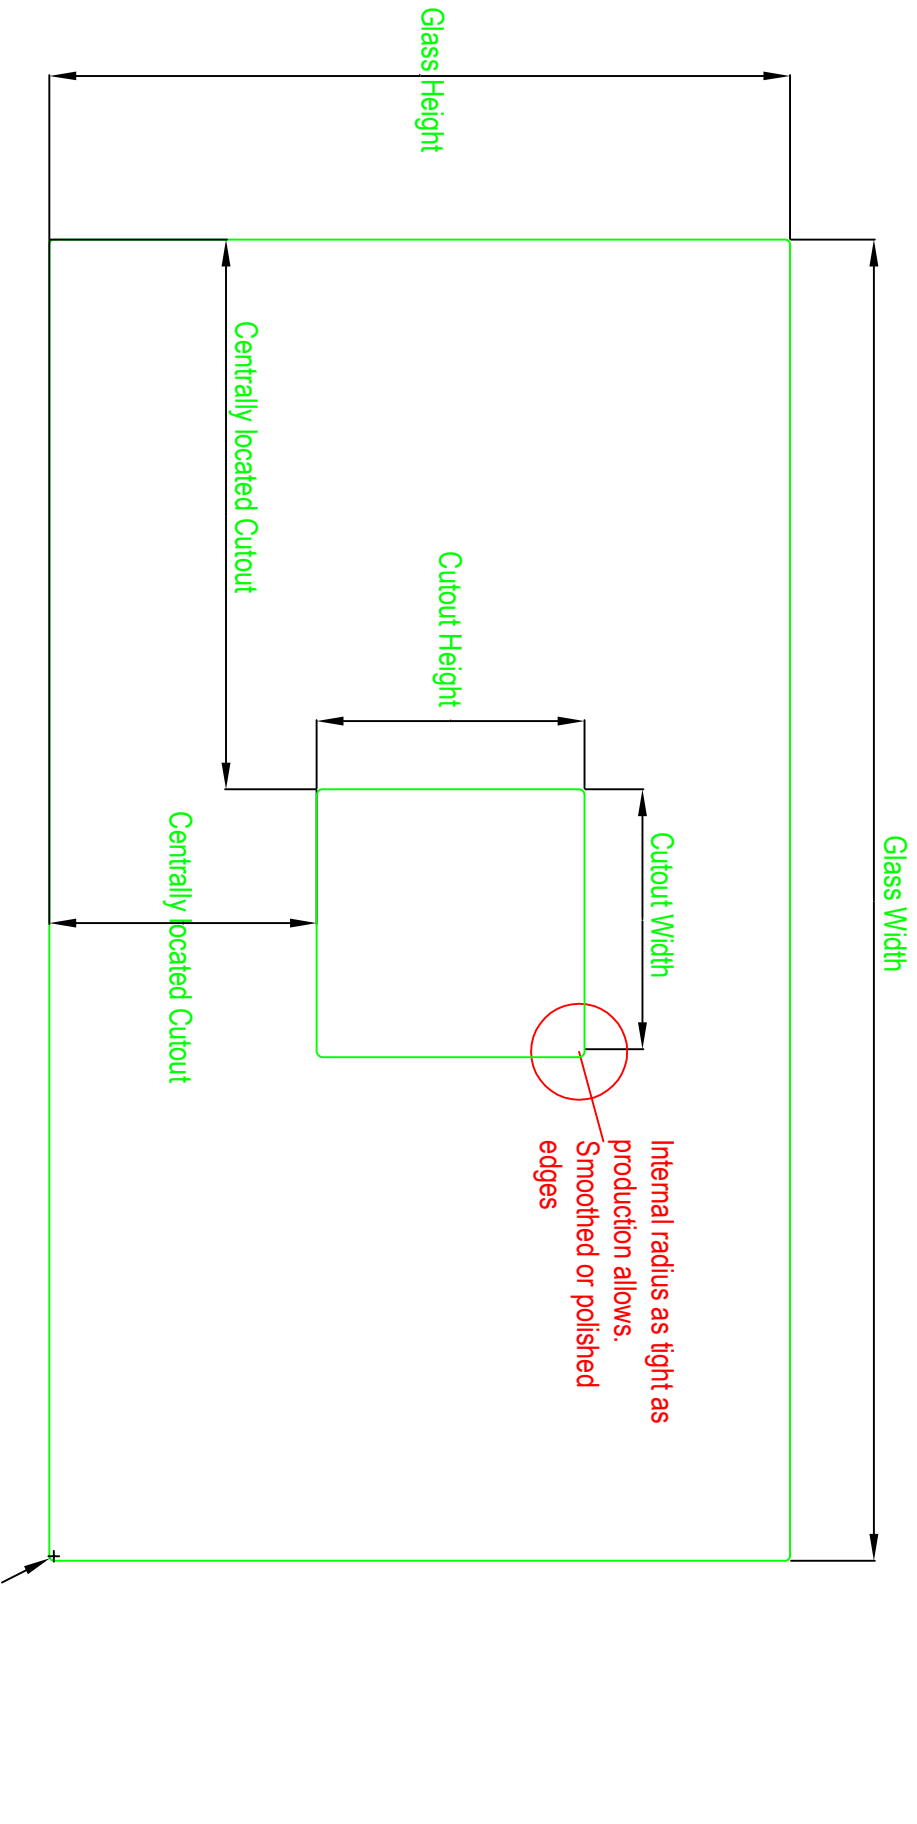 Glass Width
Cutout Width
Internal radius as tight as
production allows.
Smoothed or polished
edges
Cutout Height
Glass Height
Centrally located Cutout
Centrally located Cutout